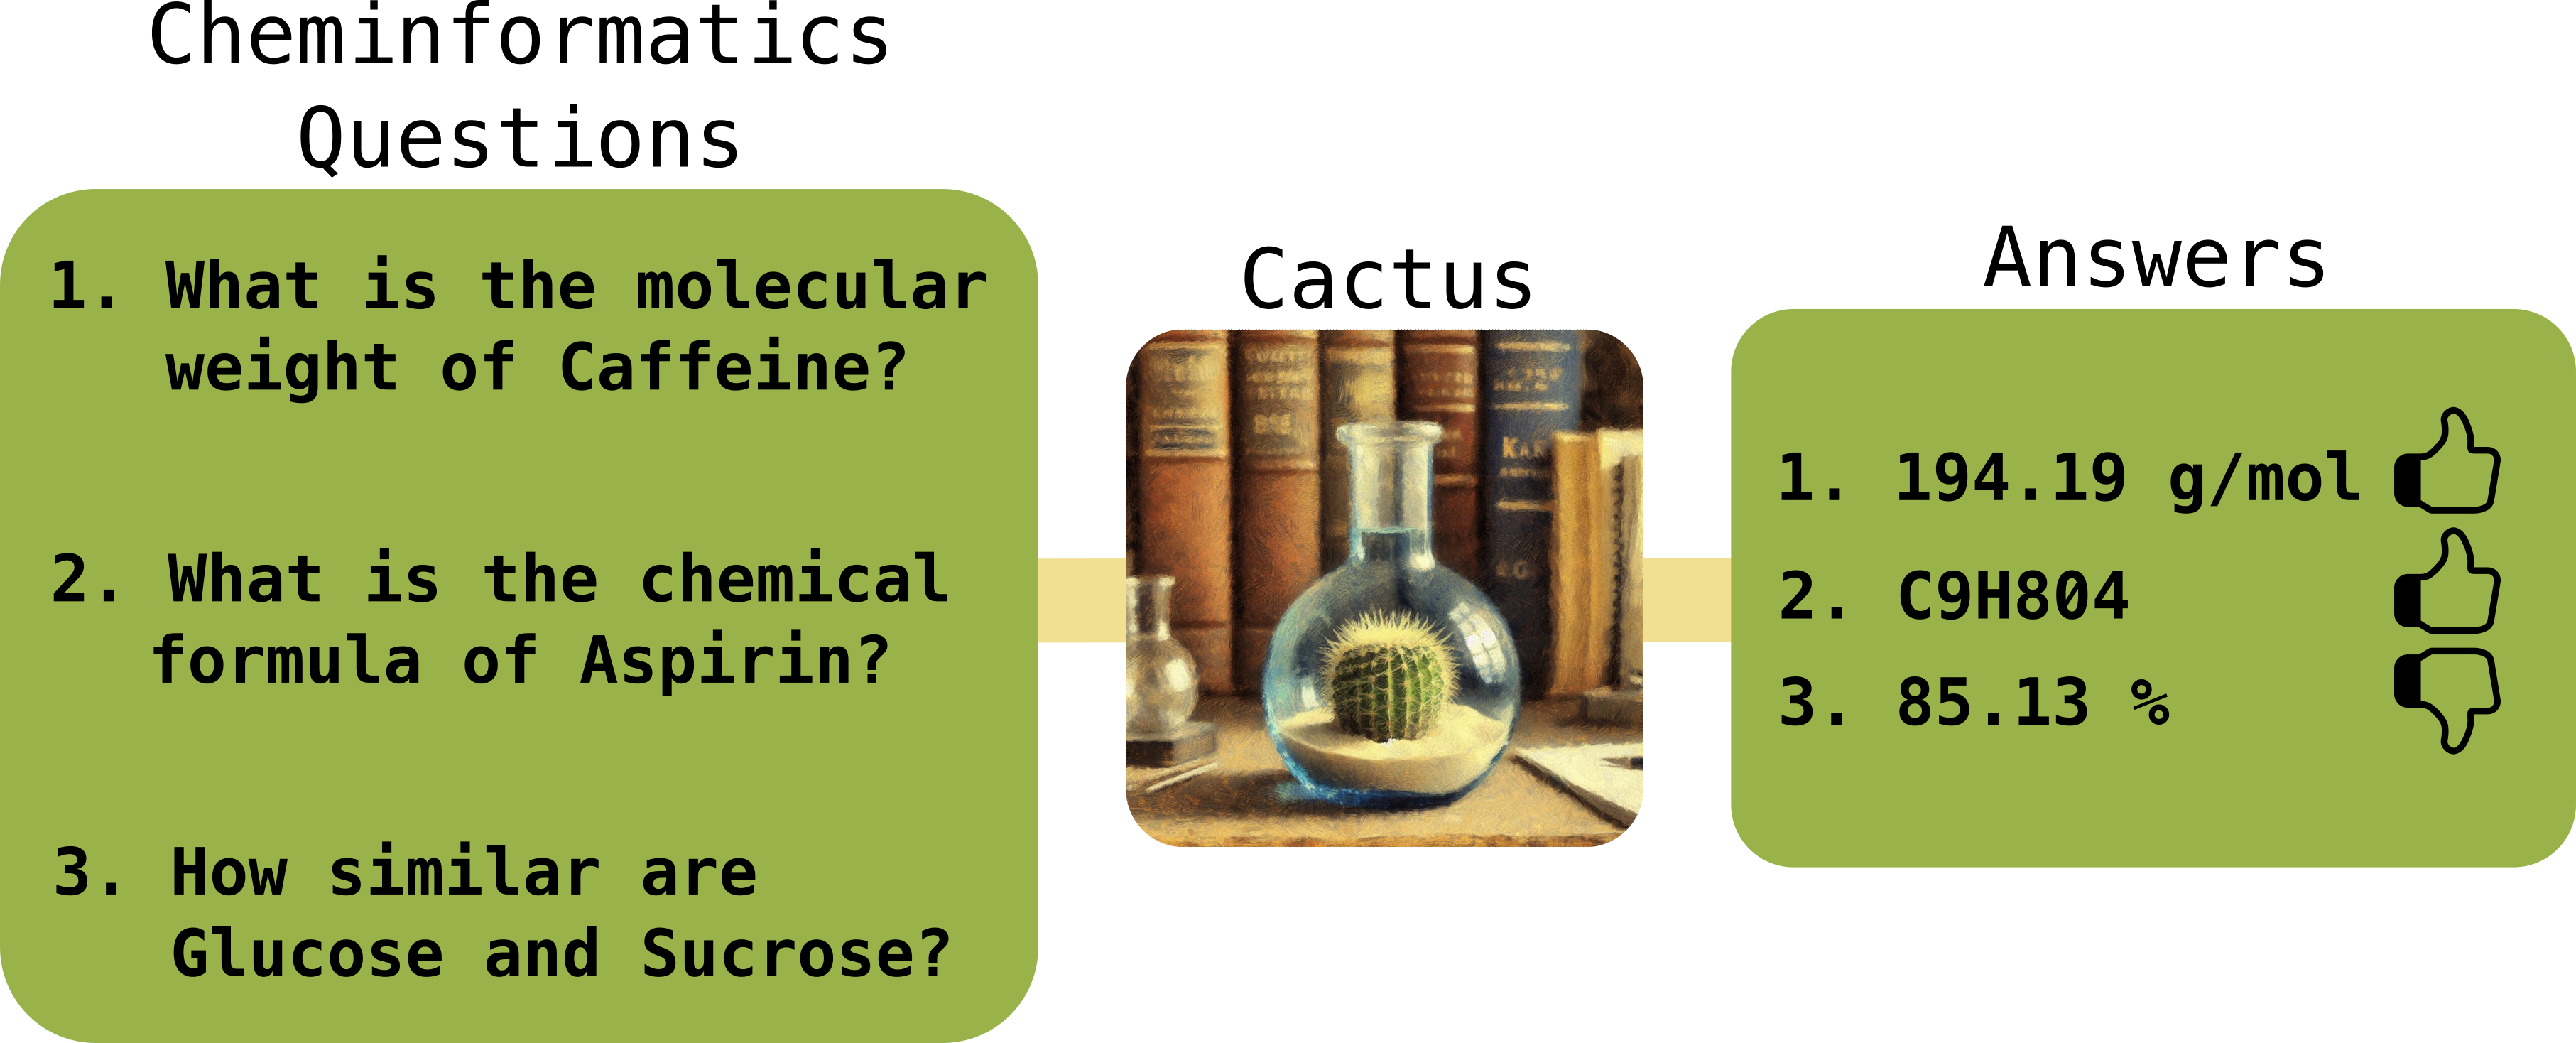 Cheminformatics
Questions
1. What is the molecular
weight of Caffeine?
2. What is the chemical
formula of Aspirin?
3. How similar are
Glucose and Sucrose?
Cactus
KAN
Answers
1. 194.19 g/mol
2. C9H8O4
3. 85.13 %